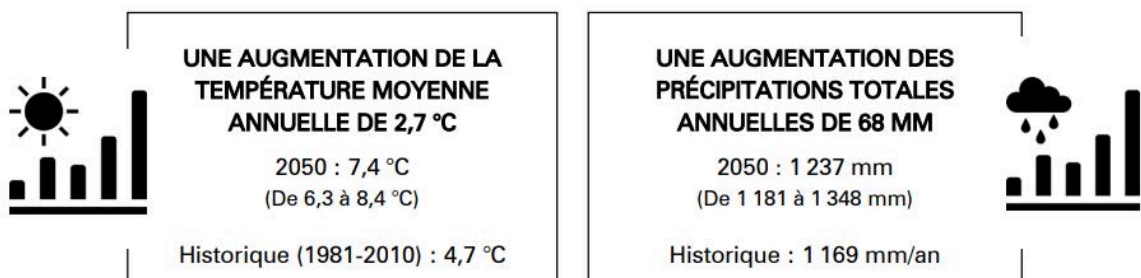 UNE AUGMENTATION DE LA
TEMPÉRATURE MOYENNE
ANNUELLE DE 2,7 °C
2050 : 7,4 °C
(De 6,3 à 8,4 °C)
Historique (1981-2010) : 4,7 °C
UNE AUGMENTATION DES
PRÉCIPITATIONS TOTALES
ANNUELLES DE 68 MM
2050 : 1 237 mm
(De 1 181 à 1 348 mm)
Historique : 1 169 mm/an